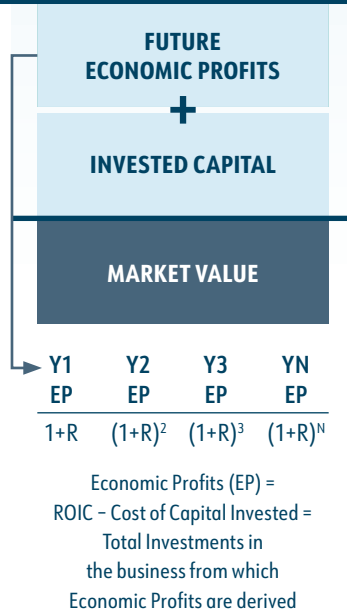 FUTURE
ECONOMIC PROFITS
+
INVESTED CAPITAL
MARKET VALUE
Y1 Y2 Y3 YN
EP EP EP EP
1+R (1+R)² (1+R)³ (1+R)ᴺ
Economic Profits (EP) =
ROIC – Cost of Capital Invested =
Total Investments in
the business from which
Economic Profits are derived